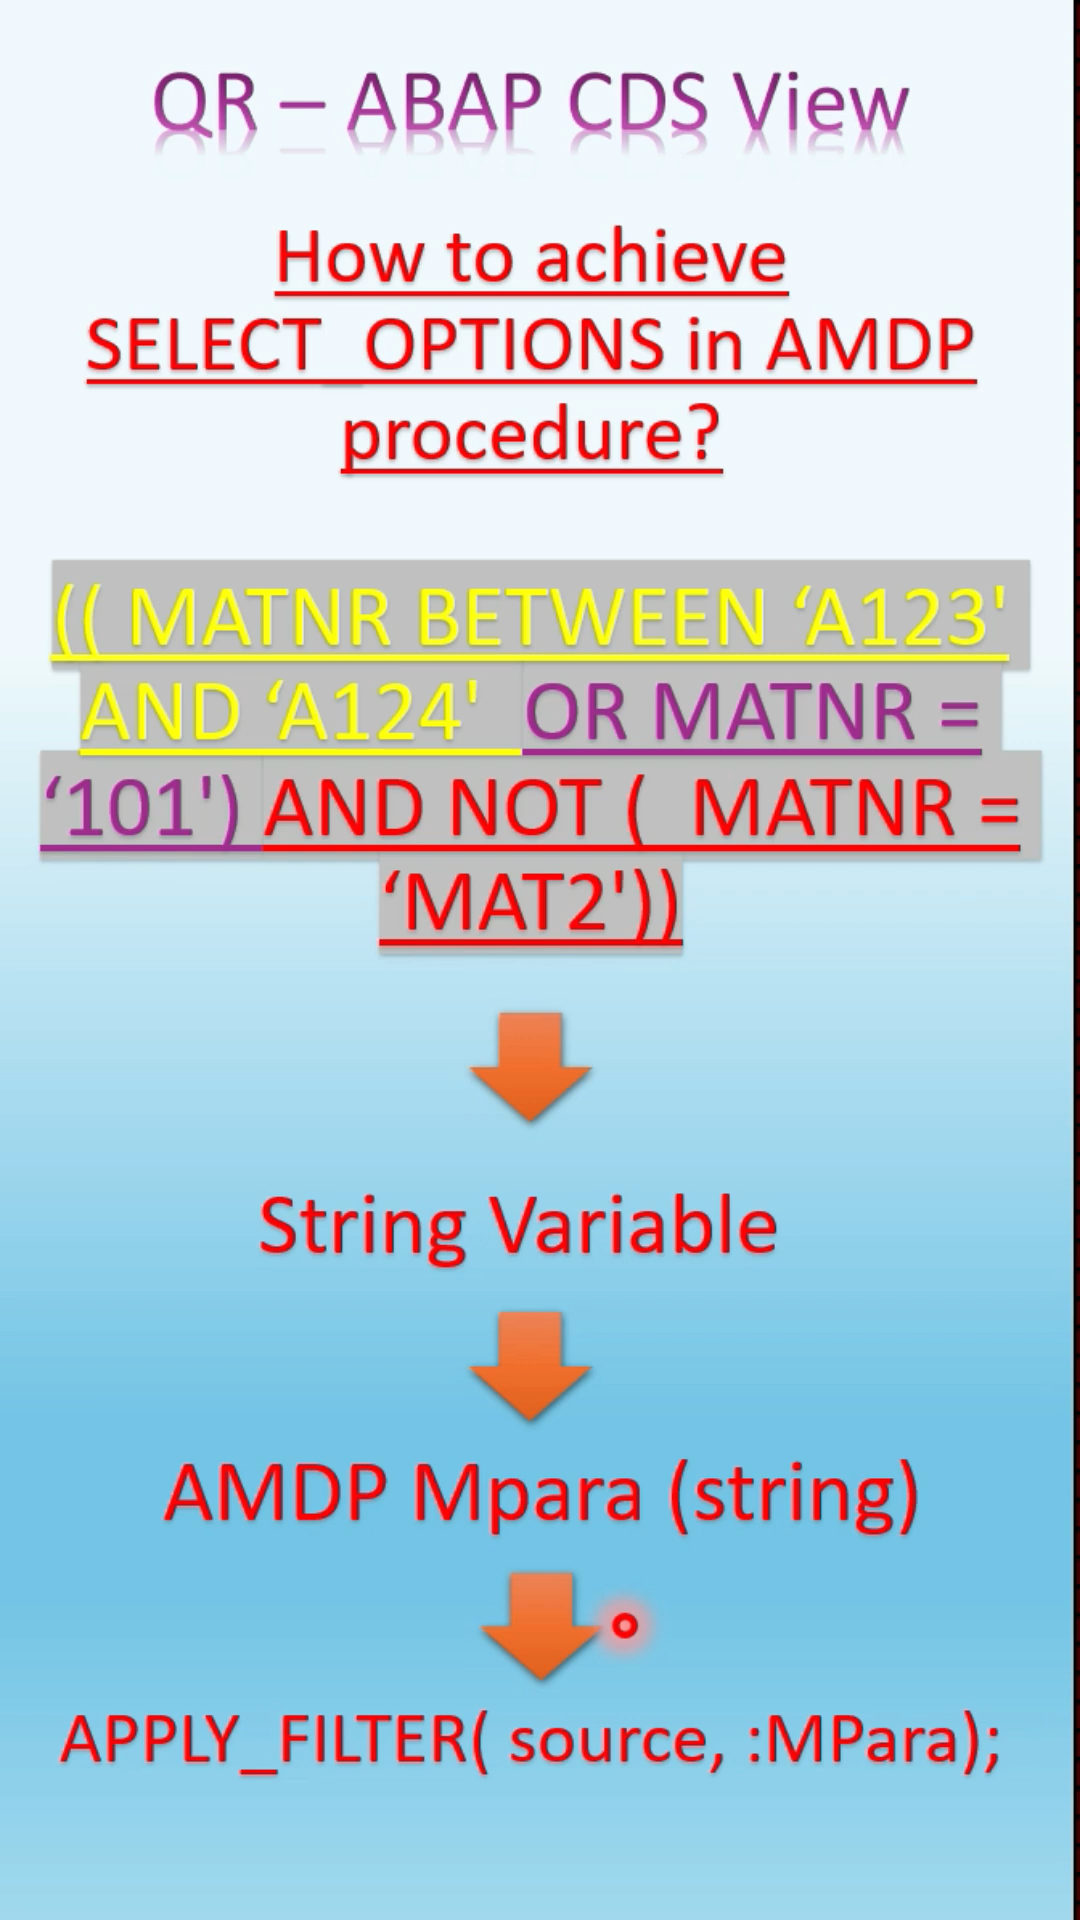 QR – ABAP CDS View
How to achieve
SELECT_OPTIONS in AMDP
procedure?
(( MATNR BETWEEN ‘A123'
AND ‘A124' OR MATNR =
‘101') AND NOT ( MATNR =
‘MAT2'))
String Variable
AMDP Mpara (string)
APPLY_FILTER( source, :MPara);